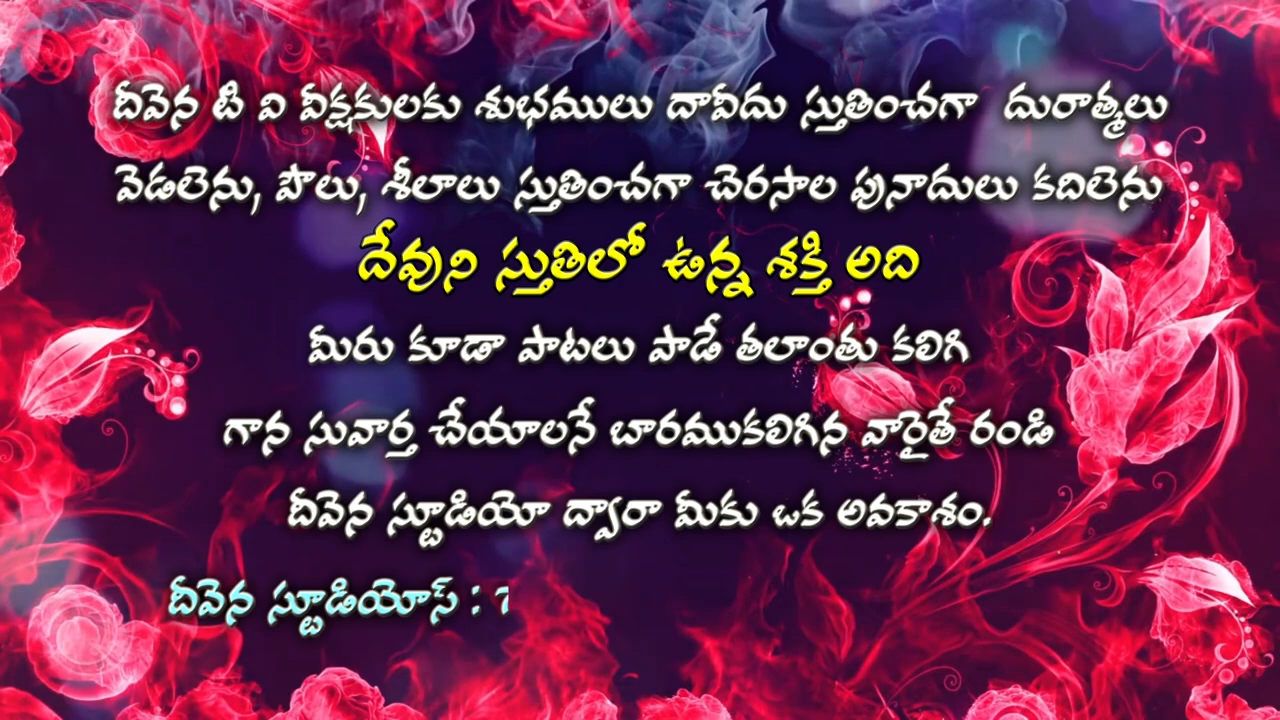 దీవెన టి వి వీక్షకులకు శుభములు దావీదు స్తుతించగా దురాత్మలు
వెడలెను, పౌలు, శీలాలు స్తుతించగా చెరసాల పునాదులు కదిలెను
దేవుని స్తుతిలో ఉన్న శక్తి అది
మీరు కూడా పాటలు పాడే తలాంతు కలిగి
గాన సువార్త చేయాలనే బారముకలిగిన వారైతే రండి
దీవెన స్టూడియో ద్వారా మీకు ఒక అవకాశం.
దీవెన స్టూడియోస్ :